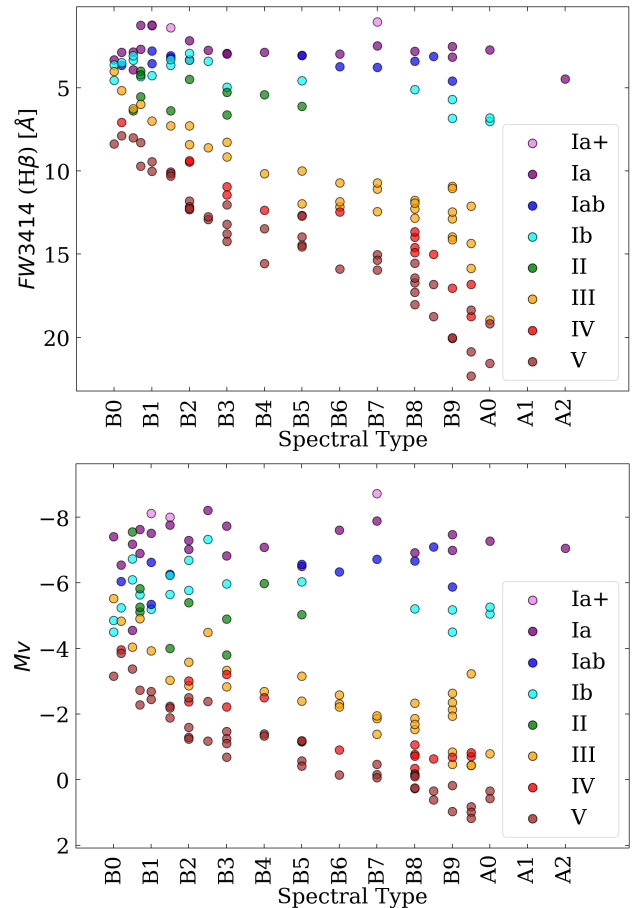 5
10
15
20
FW3414 (Hβ) [Å]
Ia+
Ia
Iab
Ib
II
III
IV
V
B0
B1
B2
B3
B4
B5
B6
B7
B8
B9
A0
A1
A2
Spectral Type
−8
−6
−4
−2
0
2
Mv
Ia+
Ia
Iab
Ib
II
III
IV
V
B0
B1
B2
B3
B4
B5
B6
B7
B8
B9
A0
A1
A2
Spectral Type